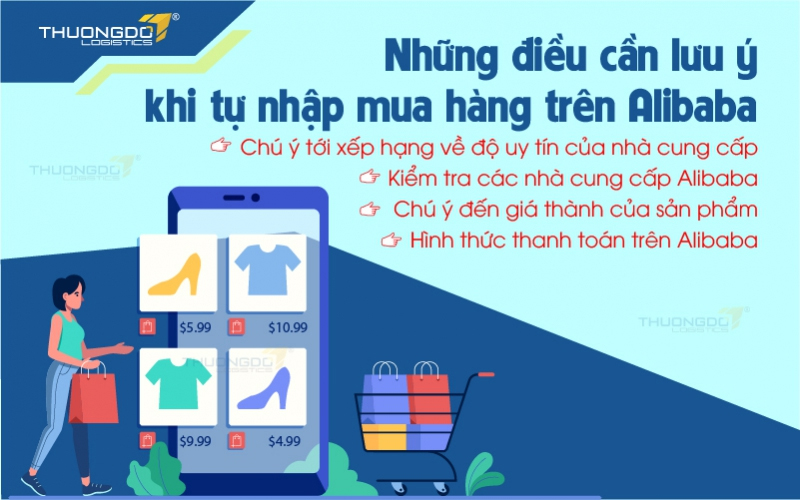 THUONGDO
LOGISTICS
Những điều cần lưu ý
khi tự nhập mua hàng trên Alibaba
Chú ý tới xếp hạng về độ uy tín của nhà cung cấp
Kiểm tra các nhà cung cấp Alibaba
Chú ý đến giá thành của sản phẩm
Hình thức thanh toán trên Alibaba
THUONGDO
LOGISTICS
$5.99
$10.99
THUONGDO
LOGISTICS
THUONGDO
LOGISTICS
$9.99
$4.99